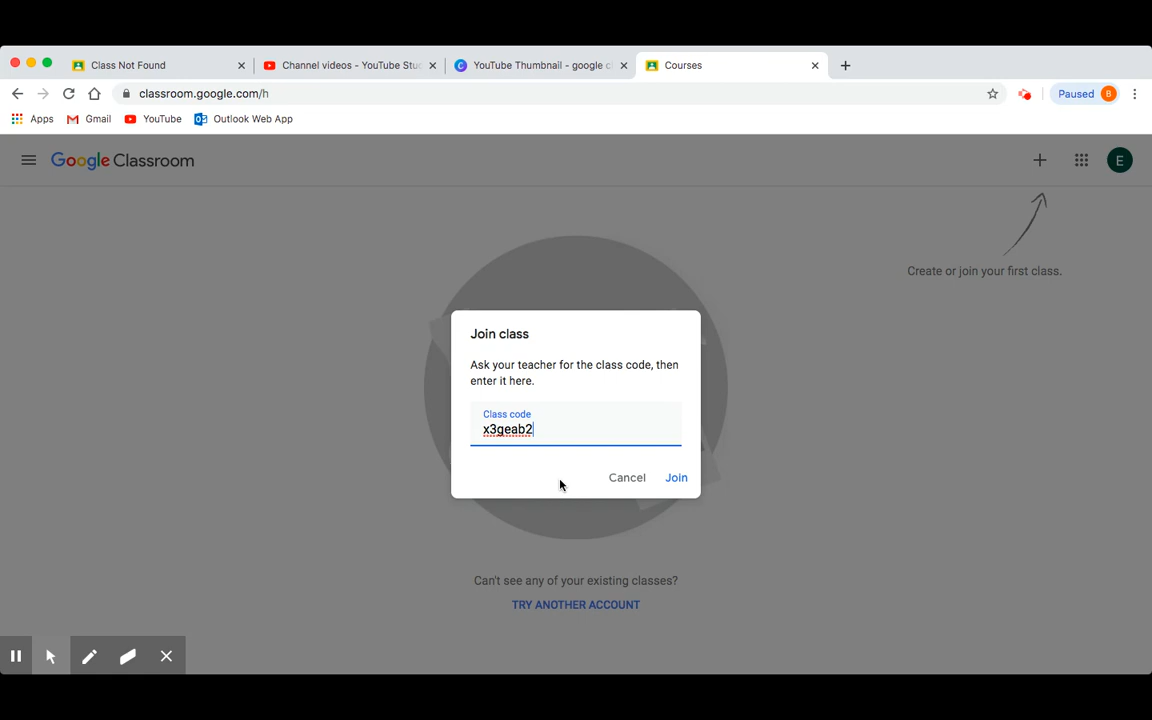 Class Not Found
Channel videos - YouTube Stu
YouTube Thumbnail - google c
Courses
classroom.google.com/h
Paused B
Apps
Gmail
YouTube
Outlook Web App
Google Classroom
E
Create or join your first class.
Join class
Ask your teacher for the class code, then
enter it here.
Class code
x3geab2
Cancel
Join
Can't see any of your existing classes?
TRY ANOTHER ACCOUNT